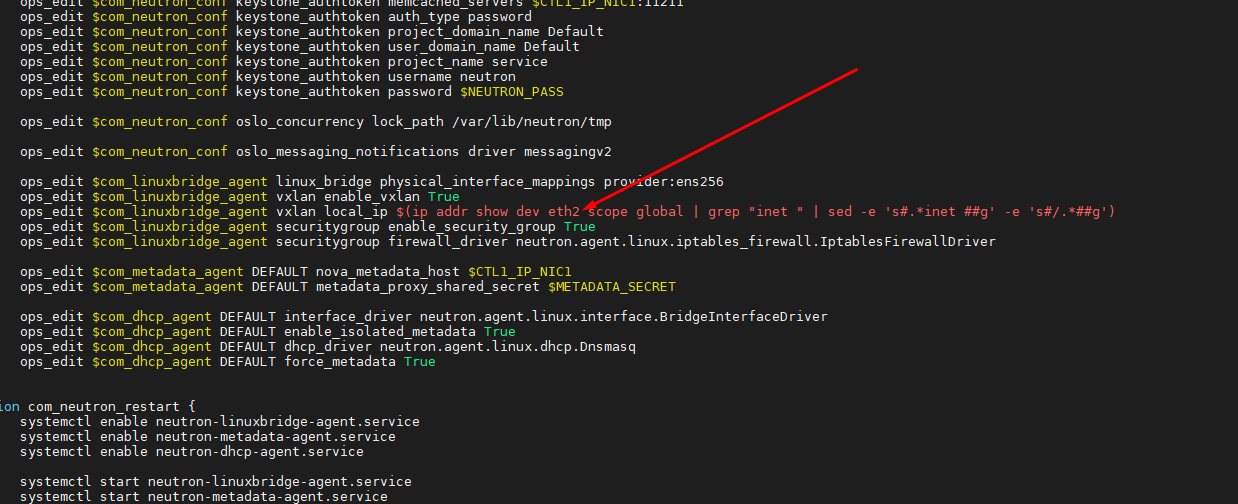 ops_edit $com_neutron_conf keystone_authtoken memcached_servers $CTL1_IP_NIC1:11211
ops_edit $com_neutron_conf keystone_authtoken auth_type password
ops_edit $com_neutron_conf keystone_authtoken project_domain_name Default
ops_edit $com_neutron_conf keystone_authtoken user_domain_name Default
ops_edit $com_neutron_conf keystone_authtoken project_name service
ops_edit $com_neutron_conf keystone_authtoken username neutron
ops_edit $com_neutron_conf keystone_authtoken password $NEUTRON_PASS
ops_edit $com_neutron_conf oslo_concurrency lock_path /var/lib/neutron/tmp
ops_edit $com_neutron_conf oslo_messaging_notifications driver messagingv2
ops_edit $com_linuxbridge_agent linux_bridge physical_interface_mappings provider:ens256
ops_edit $com_linuxbridge_agent vxlan enable_vxlan True
ops_edit $com_linuxbridge_agent vxlan local_ip $(ip addr show dev eth2 scope global | grep "inet " | sed -e 's#.*inet ##g' -e 's#/.*##g')
ops_edit $com_linuxbridge_agent securitygroup enable_security_group True
ops_edit $com_linuxbridge_agent securitygroup firewall_driver neutron.agent.linux.iptables_firewall.IptablesFirewallDriver
ops_edit $com_metadata_agent DEFAULT nova_metadata_host $CTL1_IP_NIC1
ops_edit $com_metadata_agent DEFAULT metadata_proxy_shared_secret $METADATA_SECRET
ops_edit $com_dhcp_agent DEFAULT interface_driver neutron.agent.linux.interface.BridgeInterfaceDriver
ops_edit $com_dhcp_agent DEFAULT enable_isolated_metadata True
ops_edit $com_dhcp_agent DEFAULT dhcp_driver neutron.agent.linux.dhcp.Dnsmasq
ops_edit $com_dhcp_agent DEFAULT force_metadata True
ion com_neutron_restart {
systemctl enable neutron-linuxbridge-agent.service
systemctl enable neutron-metadata-agent.service
systemctl enable neutron-dhcp-agent.service
systemctl start neutron-linuxbridge-agent.service
systemctl start neutron-metadata-agent.service